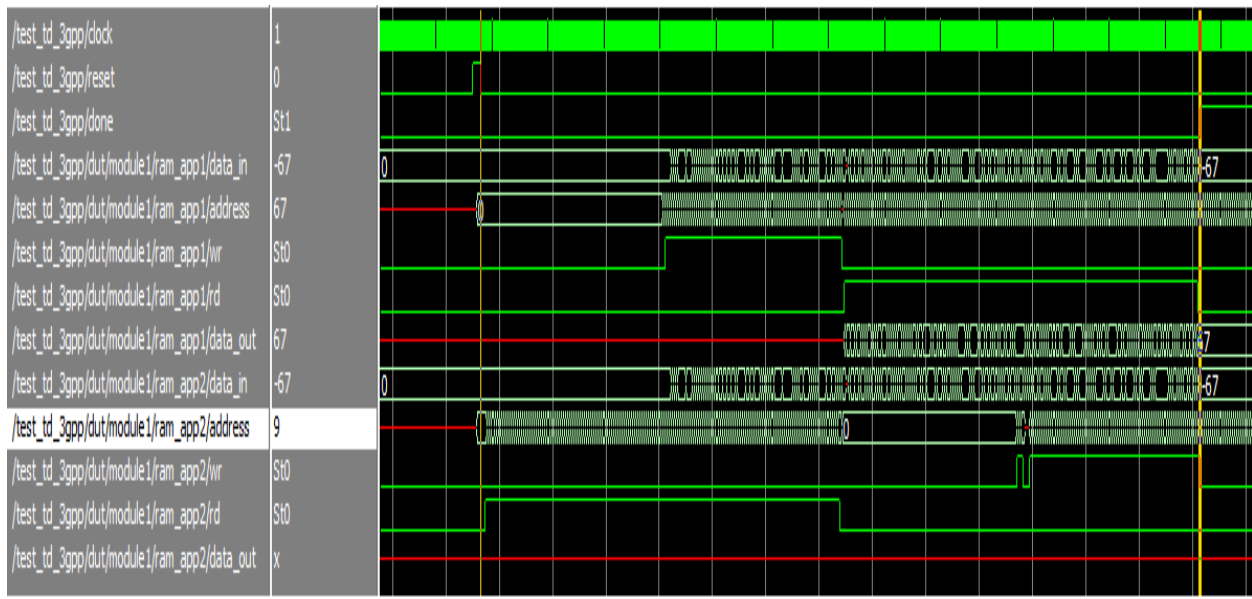 /test_td_3gpp/clock 1
/test_td_3gpp/reset 0
/test_td_3gpp/done St1
/test_td_3gpp/dut/module1/ram_app1/data_in -67 0 -67
/test_td_3gpp/dut/module1/ram_app1/address 67 0
/test_td_3gpp/dut/module1/ram_app1/wr St0
/test_td_3gpp/dut/module1/ram_app1/rd St0
/test_td_3gpp/dut/module1/ram_app1/data_out 67
/test_td_3gpp/dut/module1/ram_app2/data_in -67 0 -67
/test_td_3gpp/dut/module1/ram_app2/address 9 0
/test_td_3gpp/dut/module1/ram_app2/wr St0
/test_td_3gpp/dut/module1/ram_app2/rd St0
/test_td_3gpp/dut/module1/ram_app2/data_out x